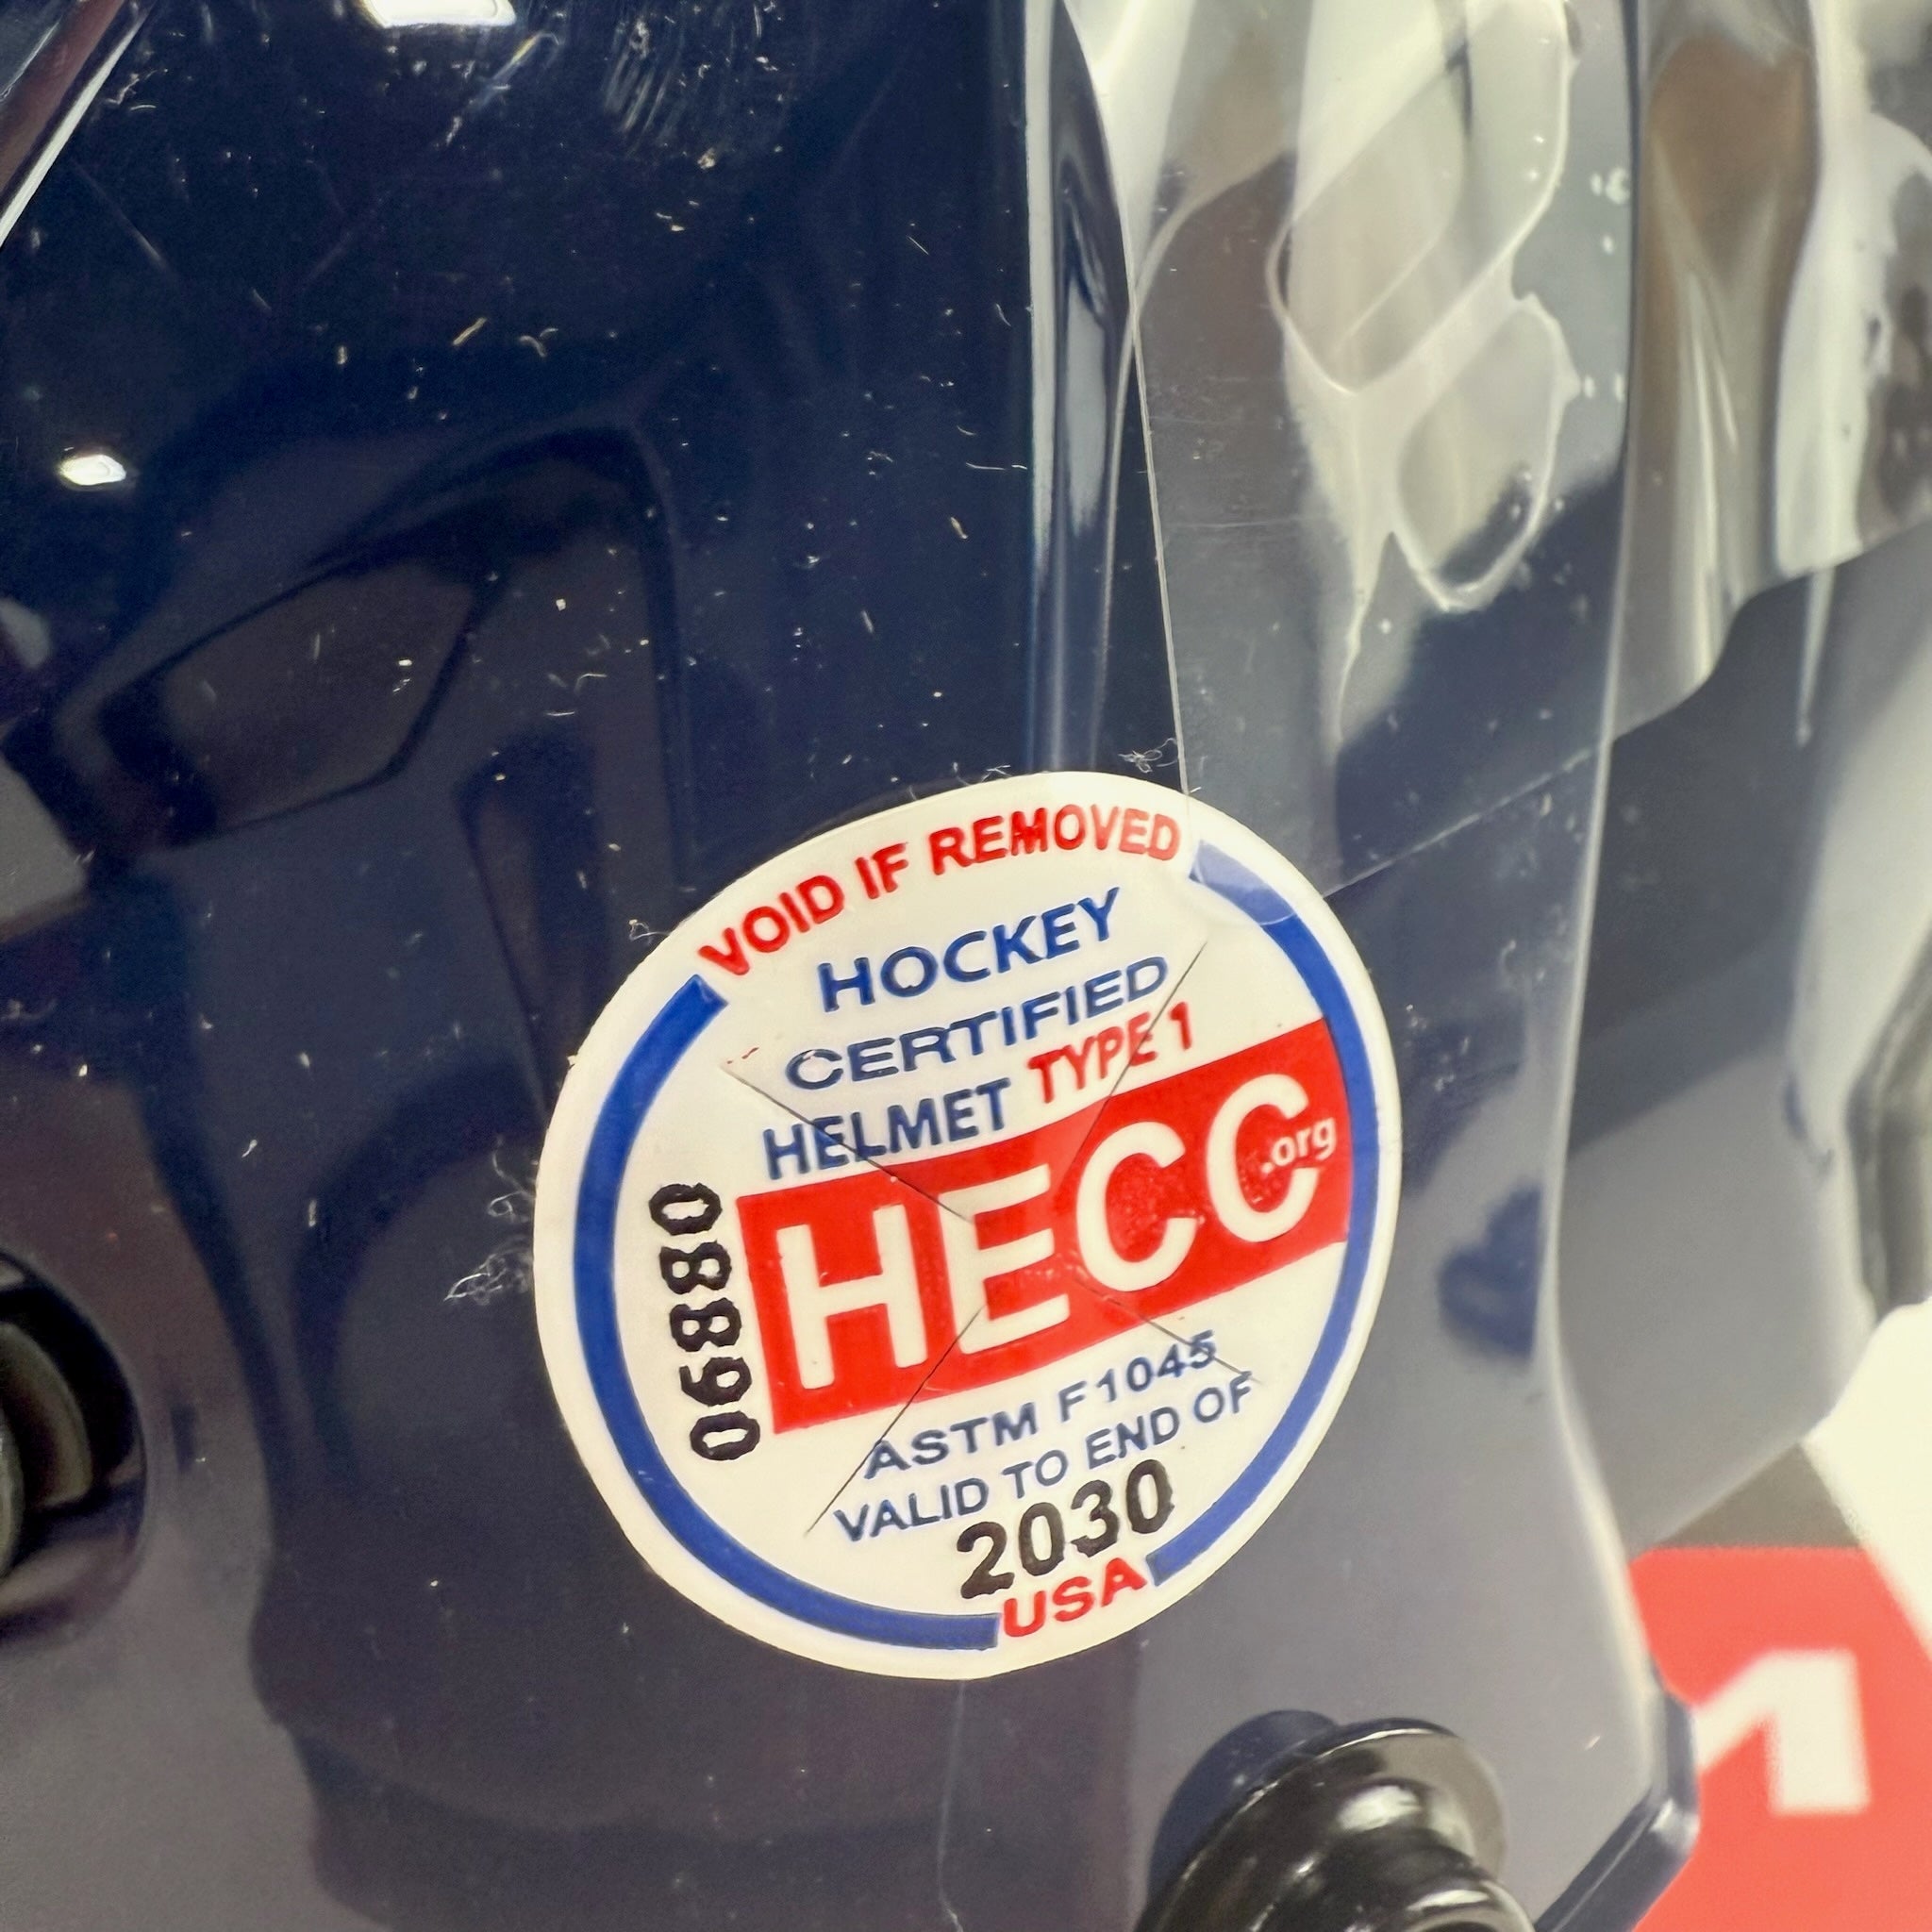 VOID IF REMOVED
HOCKEY
CERTIFIED
HELMET TYPE 1
HECC.org
06880
ASTM F1045
VALID TO END OF
2030
USA